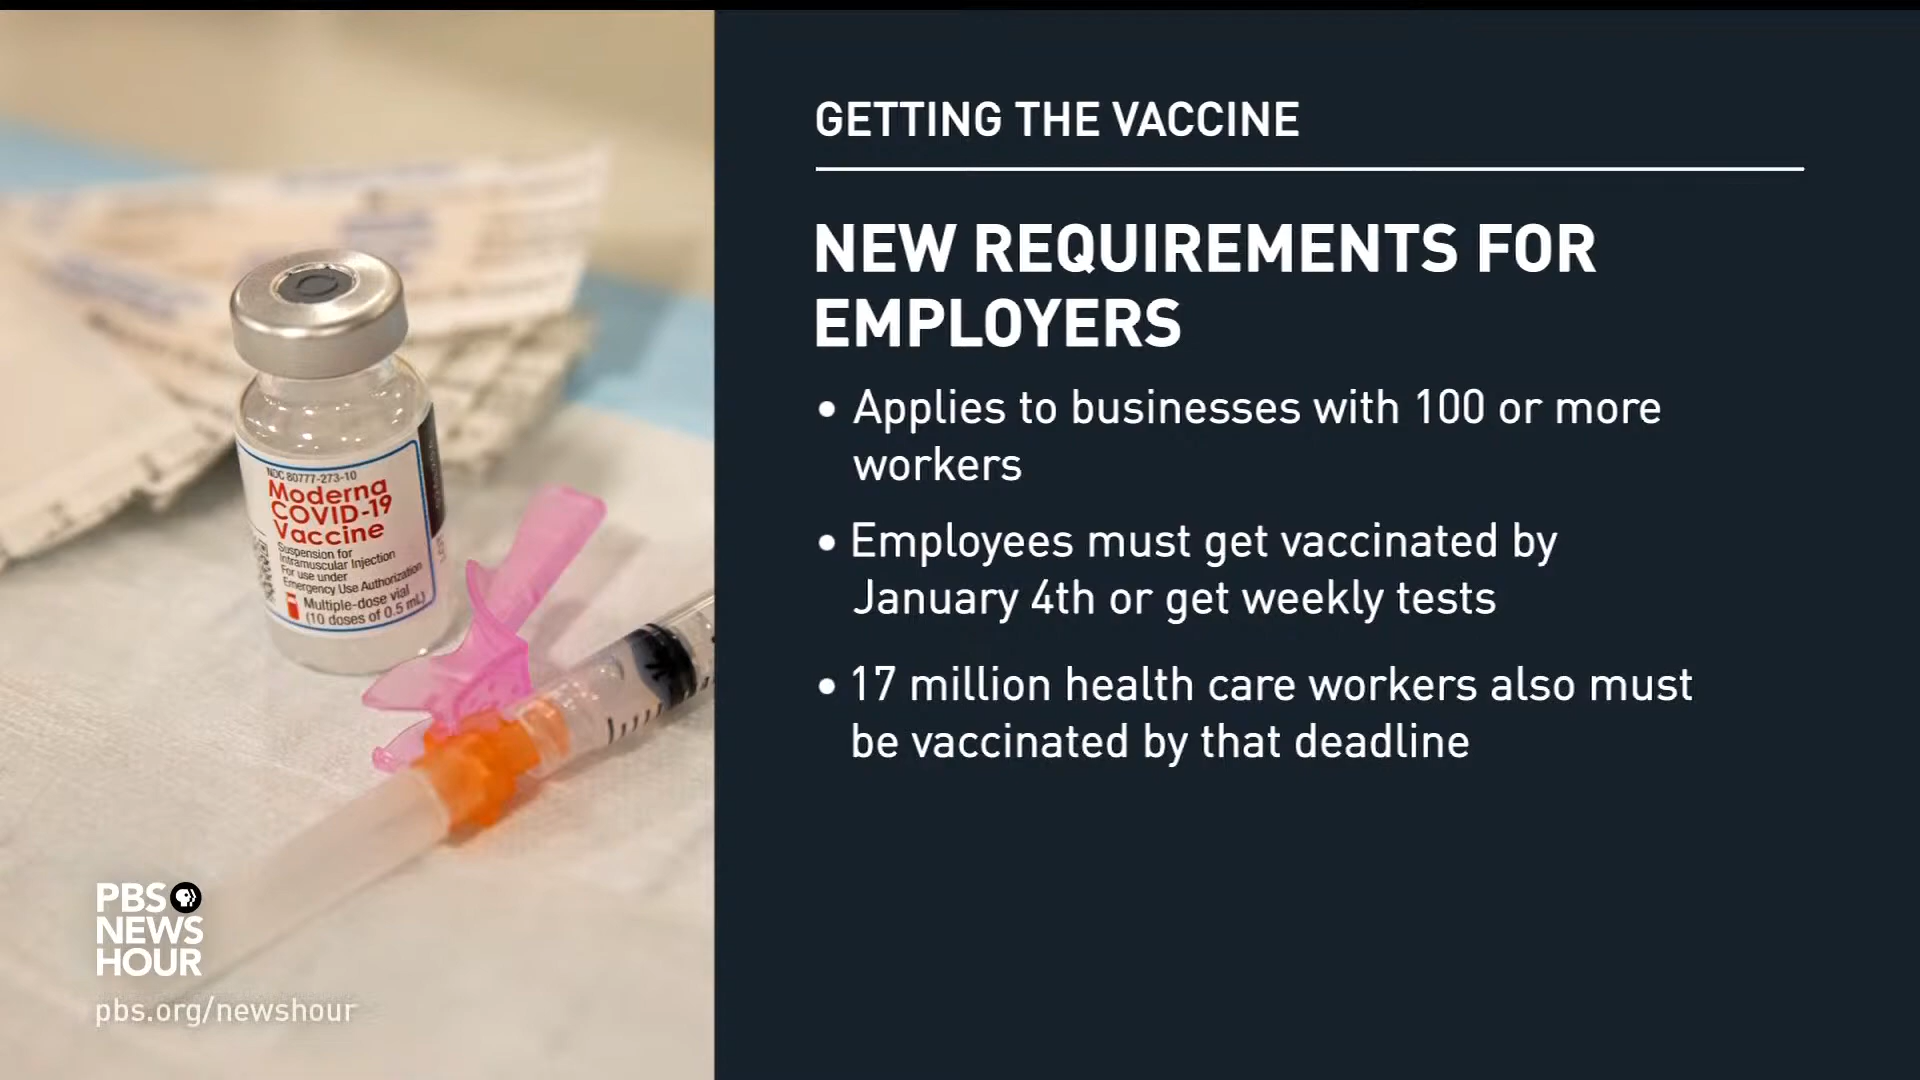 GETTING THE VACCINE
NEW REQUIREMENTS FOR
EMPLOYERS
• Applies to businesses with 100 or more
workers
• Employees must get vaccinated by
January 4th or get weekly tests
• 17 million health care workers also must
be vaccinated by that deadline
NDC 80777-273-10
Moderna
COVID-19
Vaccine
Suspension for
Intramuscular Injection
For use under
Emergency Use Authorization
Multiple-dose vial
(10 doses of 0.5 mL)
PBS
NEWS
HOUR
pbs.org/newshour